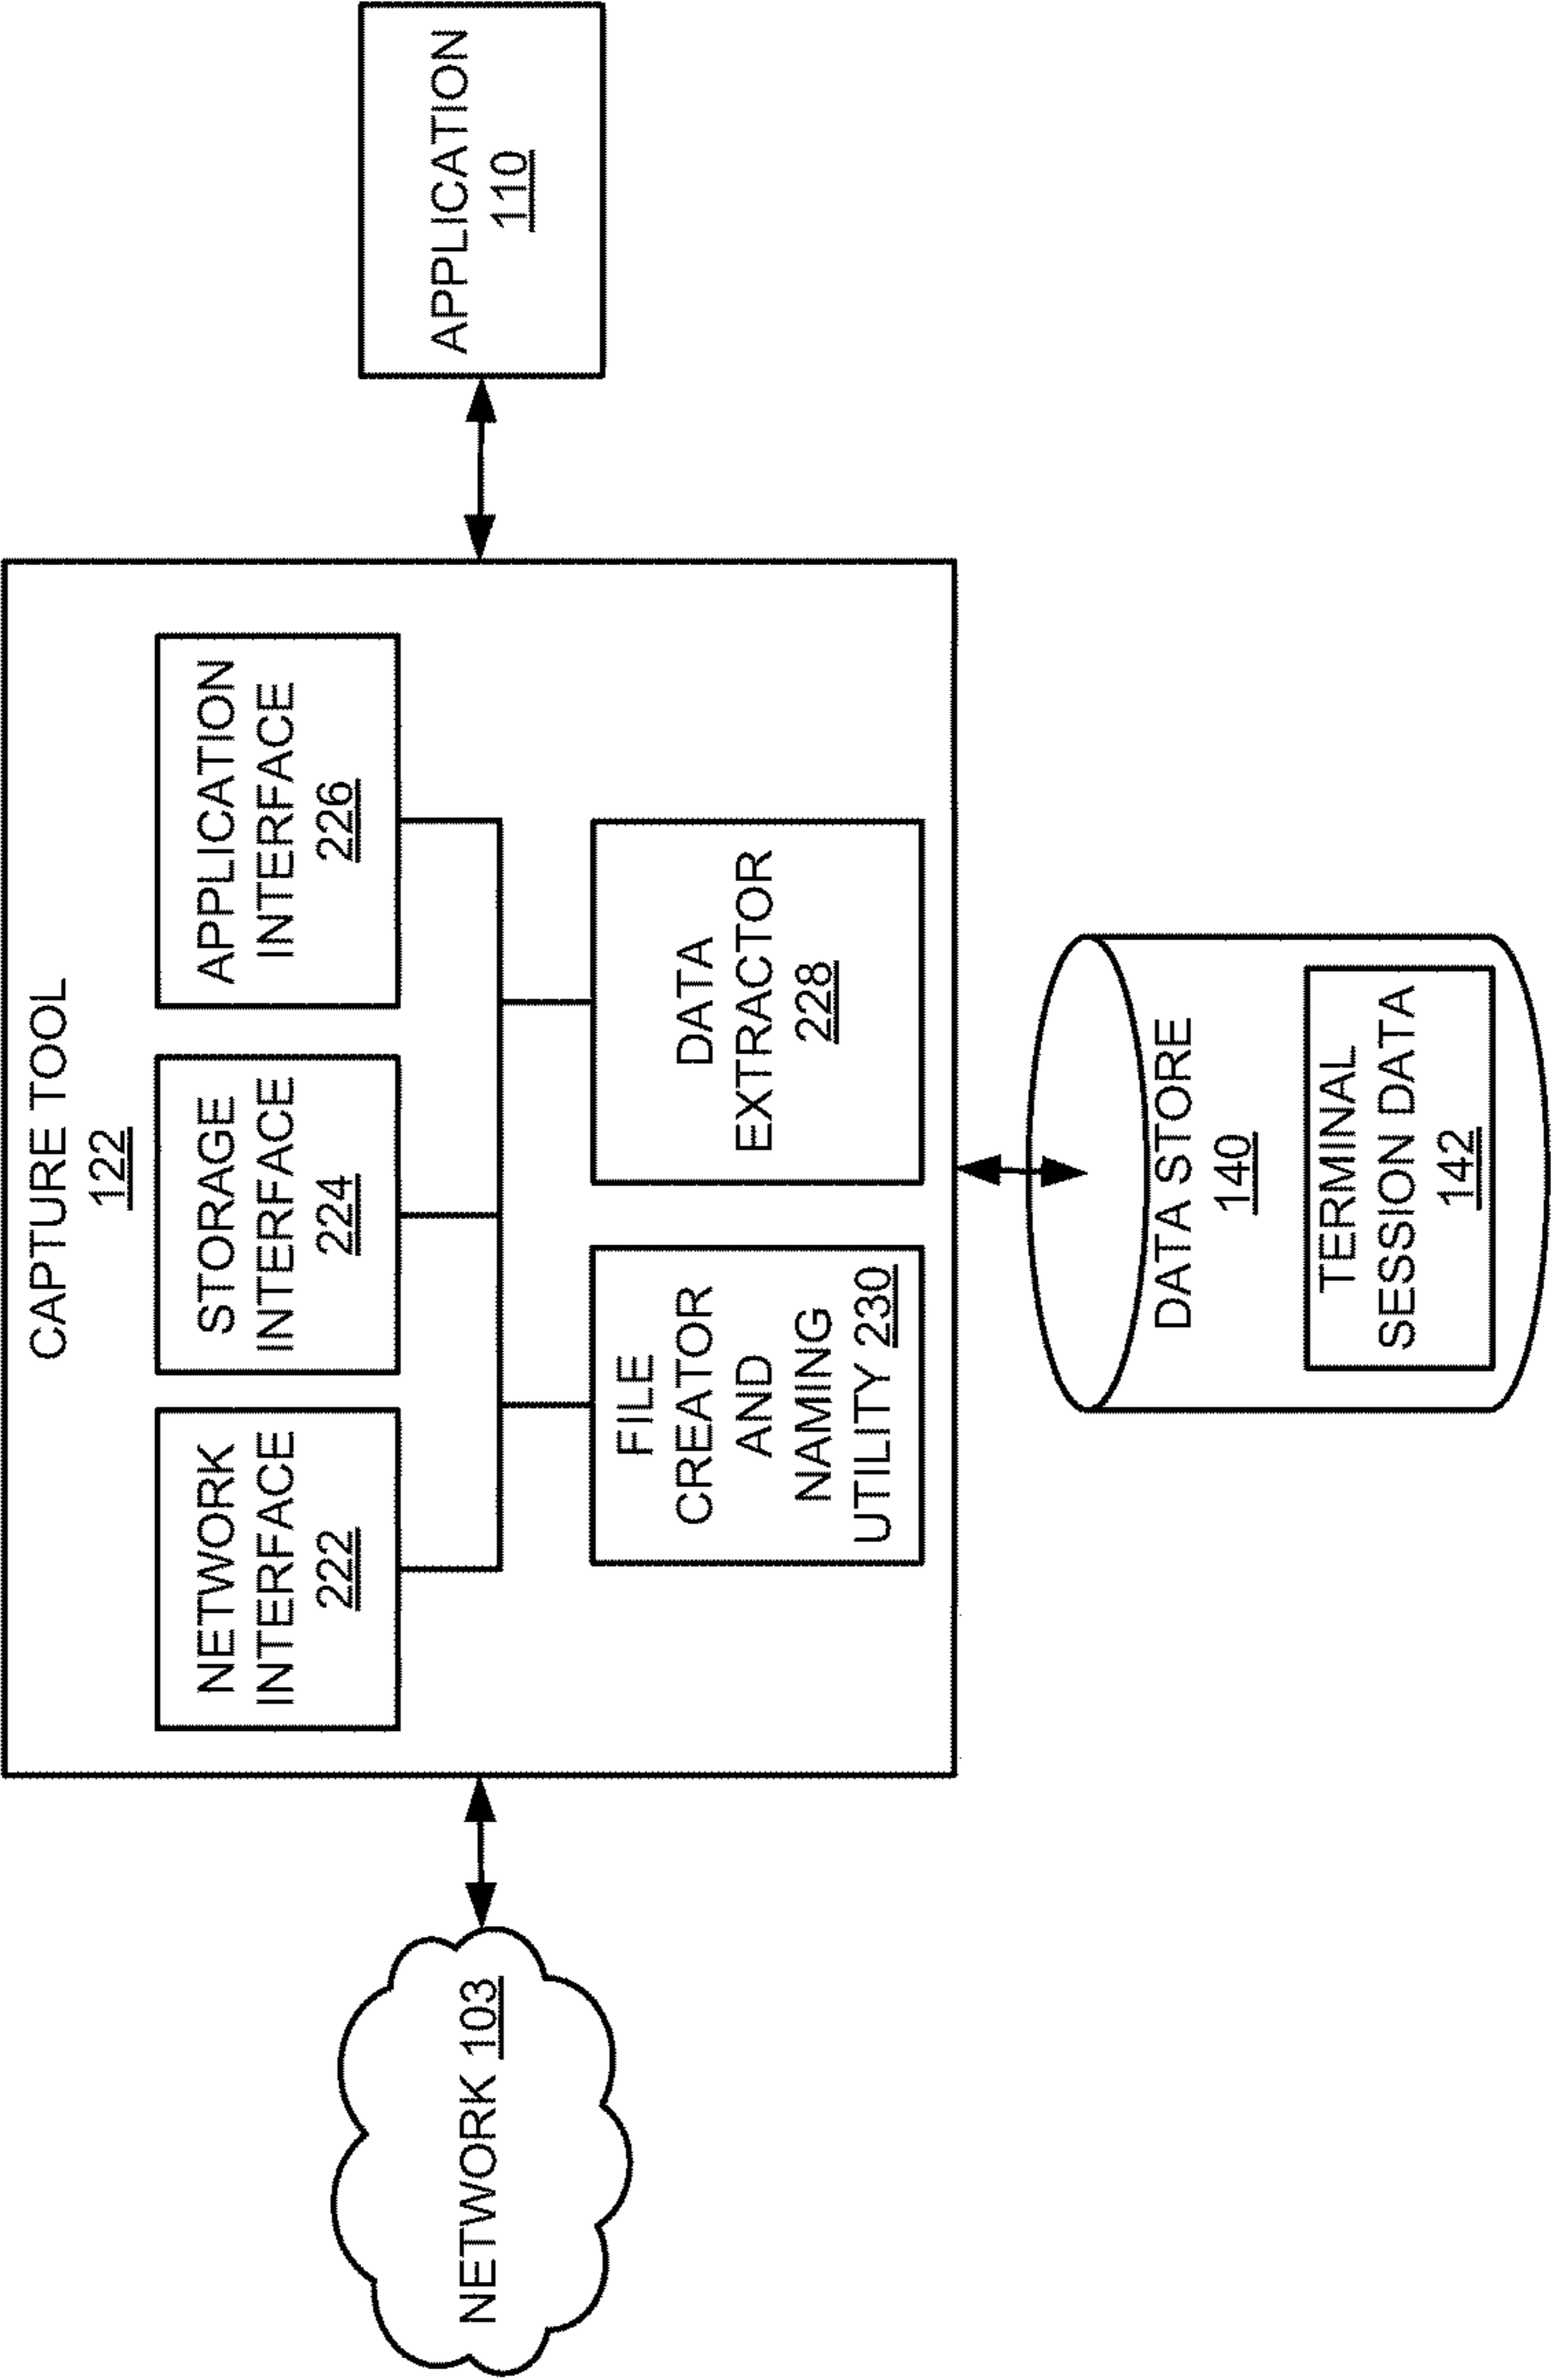 CAPTURE TOOL
122
NETWORK
INTERFACE
222
STORAGE
INTERFACE
224
APPLICATION
INTERFACE
226
FILE
CREATOR
AND
NAMING
UTILITY 230
DATA
EXTRACTOR
228
NETWORK 103
APPLICATION
110
DATA STORE
140
TERMINAL
SESSION DATA
142